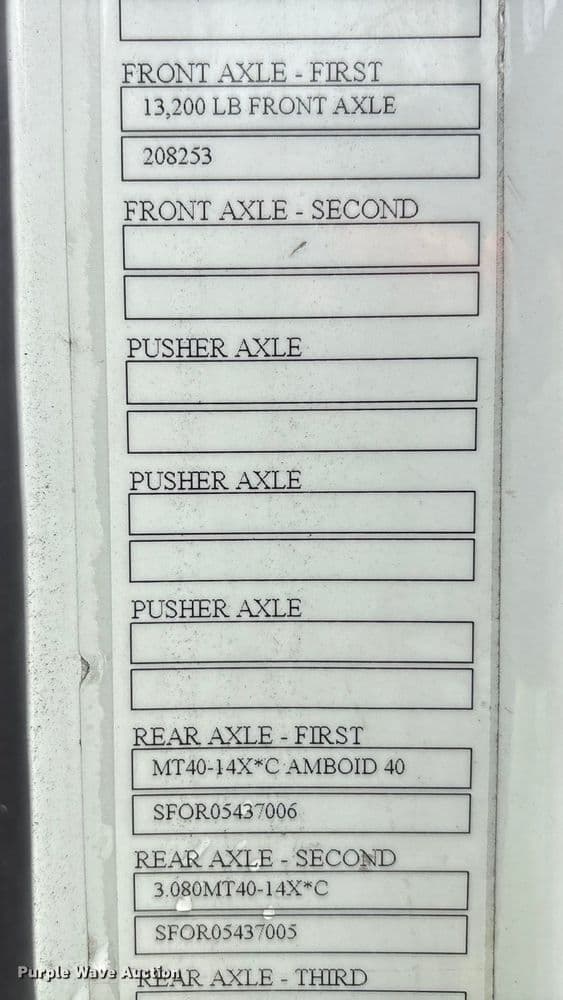 FRONT AXLE - FIRST
13,200 LB FRONT AXLE
208253
FRONT AXLE - SECOND
PUSHER AXLE
PUSHER AXLE
PUSHER AXLE
REAR AXLE - FIRST
MT40-14X*C AMBOID 40
SFOR05437006
REAR AXLE - SECOND
3.080MT40-14X*C
SFOR05437005
REAR AXLE - THIRD
Purple Wave Auction